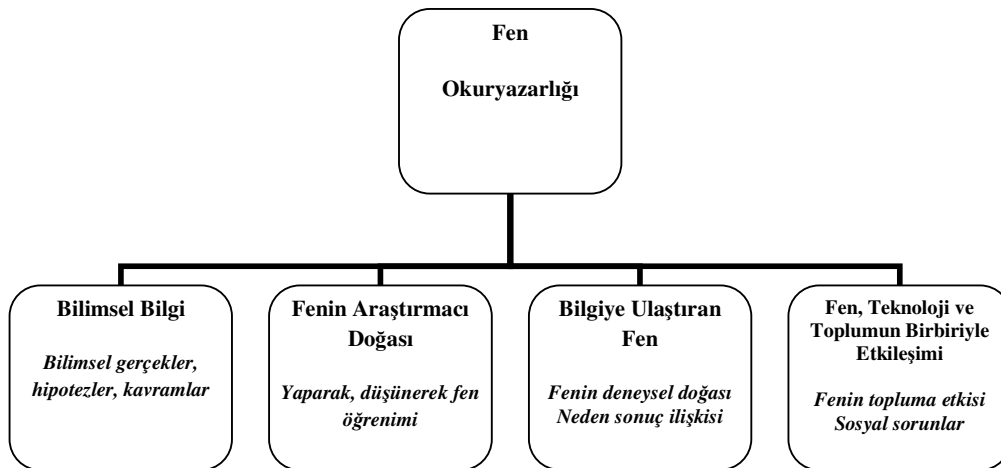 Fen
Okuryazarlığı
Bilimsel Bilgi
Bilimsel gerçekler,
hipotezler, kavramlar
Fenin Araştırmacı
Doğası
Yaparak, düşünerek fen
öğrenimi
Bilgiye Ulaştıran
Fen
Fenin deneysel doğası
Neden sonuç ilişkisi
Fen, Teknoloji ve
Toplumun Birbiriyle
Etkileşimi
Fenin topluma etkisi
Sosyal sorunlar